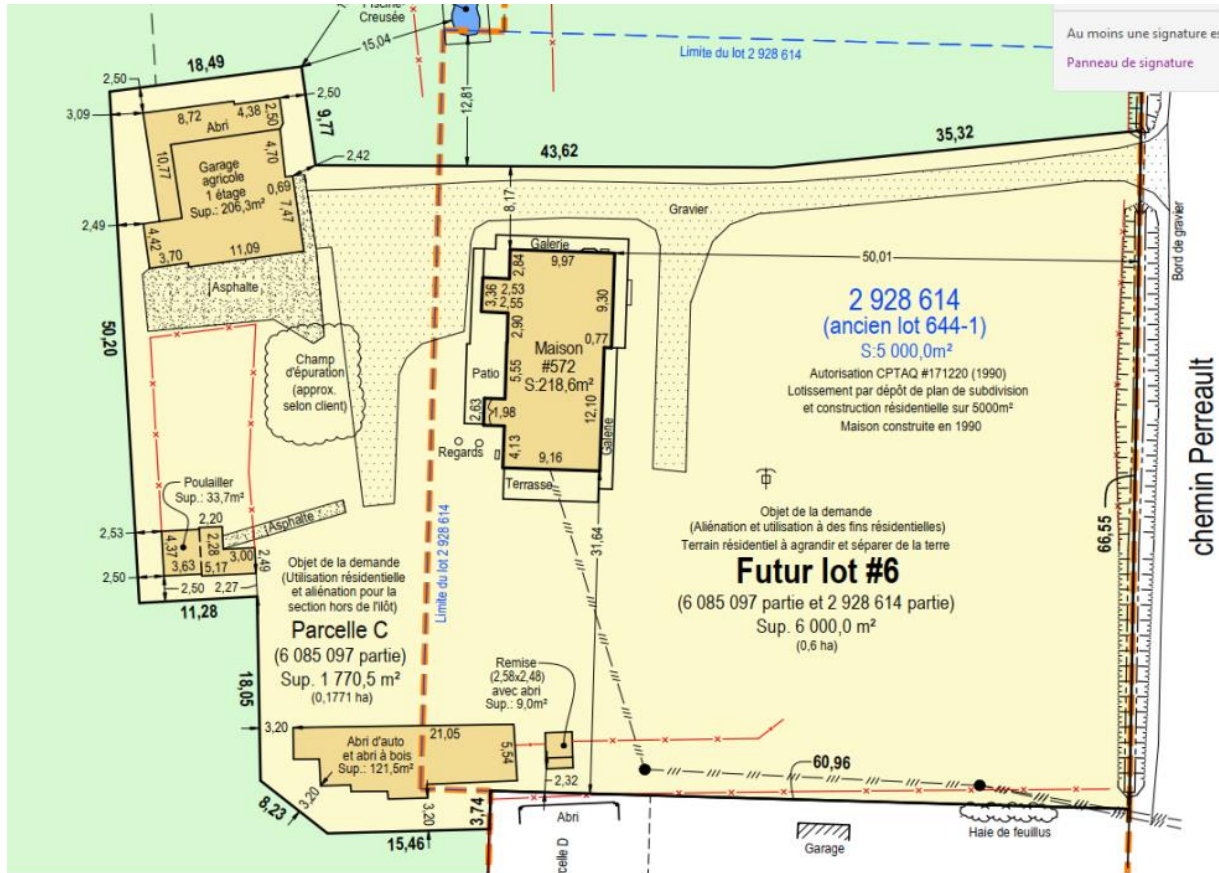 Piscine-
Creusée
15,04
Limite du lot 2 928 614
Au moins une signature es
Panneau de signature
18,49
2,50
3,09
8,72
4,38
2,50
2,50
Abri
9,77
12,81
35,32
43,62
2,42
10,77
4,70
Garage
agricole
1 étage
Sup.: 206,3m²
0,69
7,47
2,49
4,42
3,70
11,09
Asphalte
8,17
Gravier
Bord de gravier
Galerie
9,97
50,01
2,84
3,36
2,53
2,55
9,30
2,90
0,77
Maison
#572
S:218,6m²
Patio
5,55
2,63
1,98
12,10
4,13
9,16
Galerie
Regards
Terrasse
2 928 614
(ancien lot 644-1)
S:5 000,0m²
Autorisation CPTAQ #171220 (1990)
Lotissement par dépôt de plan de subdivision
et construction résidentielle sur 5000m²
Maison construite en 1990
50,20
Champ
d'épuration
(approx.
selon client)
chemin Perreault
66,55
Poulailler
Sup.: 33,7m²
2,20
Asphalte
2,53
4,37
2,28
3,00
2,49
3,63
5,17
2,50
2,50
2,27
11,28
Limite du lot 2 928 614
31,64
Objet de la demande
(Aliénation et utilisation à des fins résidentielles)
Terrain résidentiel à agrandir et séparer de la terre
Futur lot #6
(6 085 097 partie et 2 928 614 partie)
Sup. 6 000,0 m²
(0,6 ha)
Objet de la demande
(Utilisation résidentielle
et aliénation pour la
section hors de l'ilôt)
Parcelle C
(6 085 097 partie)
Sup. 1 770,5 m²
(0,1771 ha)
18,05
Remise
(2,58x2,48)
avec abri
Sup.: 9,0m²
3,20
21,05
5,54
Abri d'auto
et abri à bois
Sup.: 121,5m²
2,32
60,96
3,20
8,23
3,20
3,74
15,46
Abri
Garage
Haie de feuillus
celle D